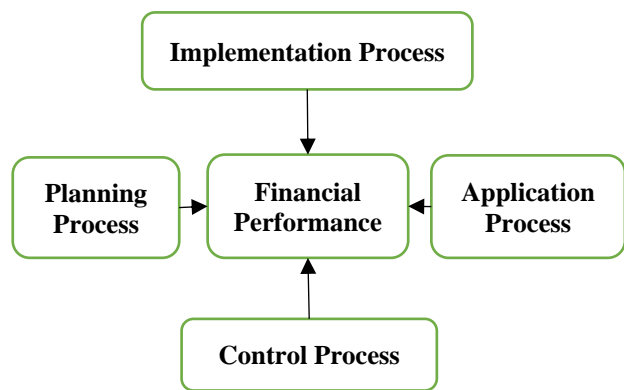 Implementation Process
Planning
Process
Financial
Performance
Application
Process
Control Process